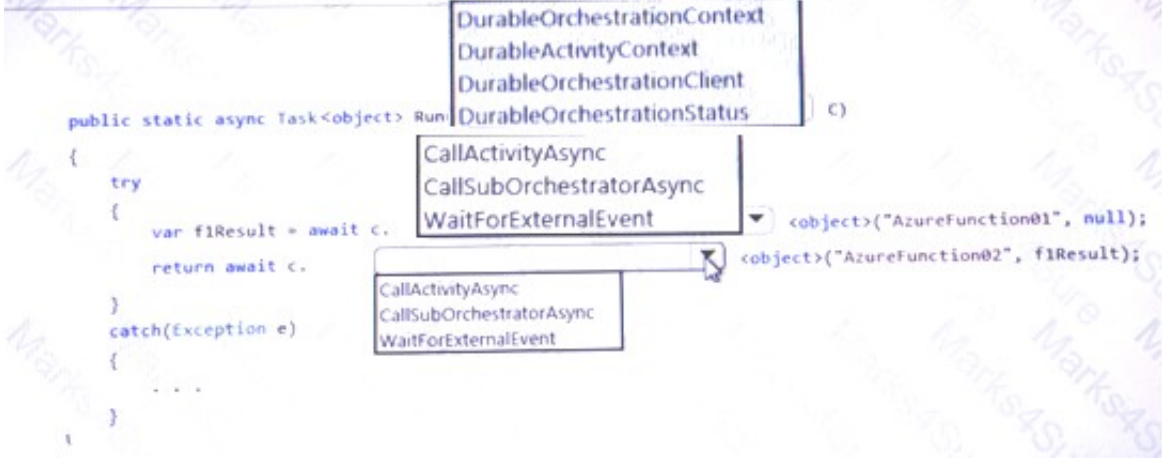 DurableOrchestrationContext
DurableActivityContext
DurableOrchestrationClient
DurableOrchestrationStatus
public static async Task<object> Run C)
{
CallActivityAsync
CallSubOrchestratorAsync
WaitForExternalEvent
try
{
var f1Result = await c. <object>("AzureFunction01", null);
return await c. <object>("AzureFunction02", f1Result);
CallActivityAsync
CallSubOrchestratorAsync
WaitForExternalEvent
}
catch(Exception e)
{
. . .
}
Marks4Sure